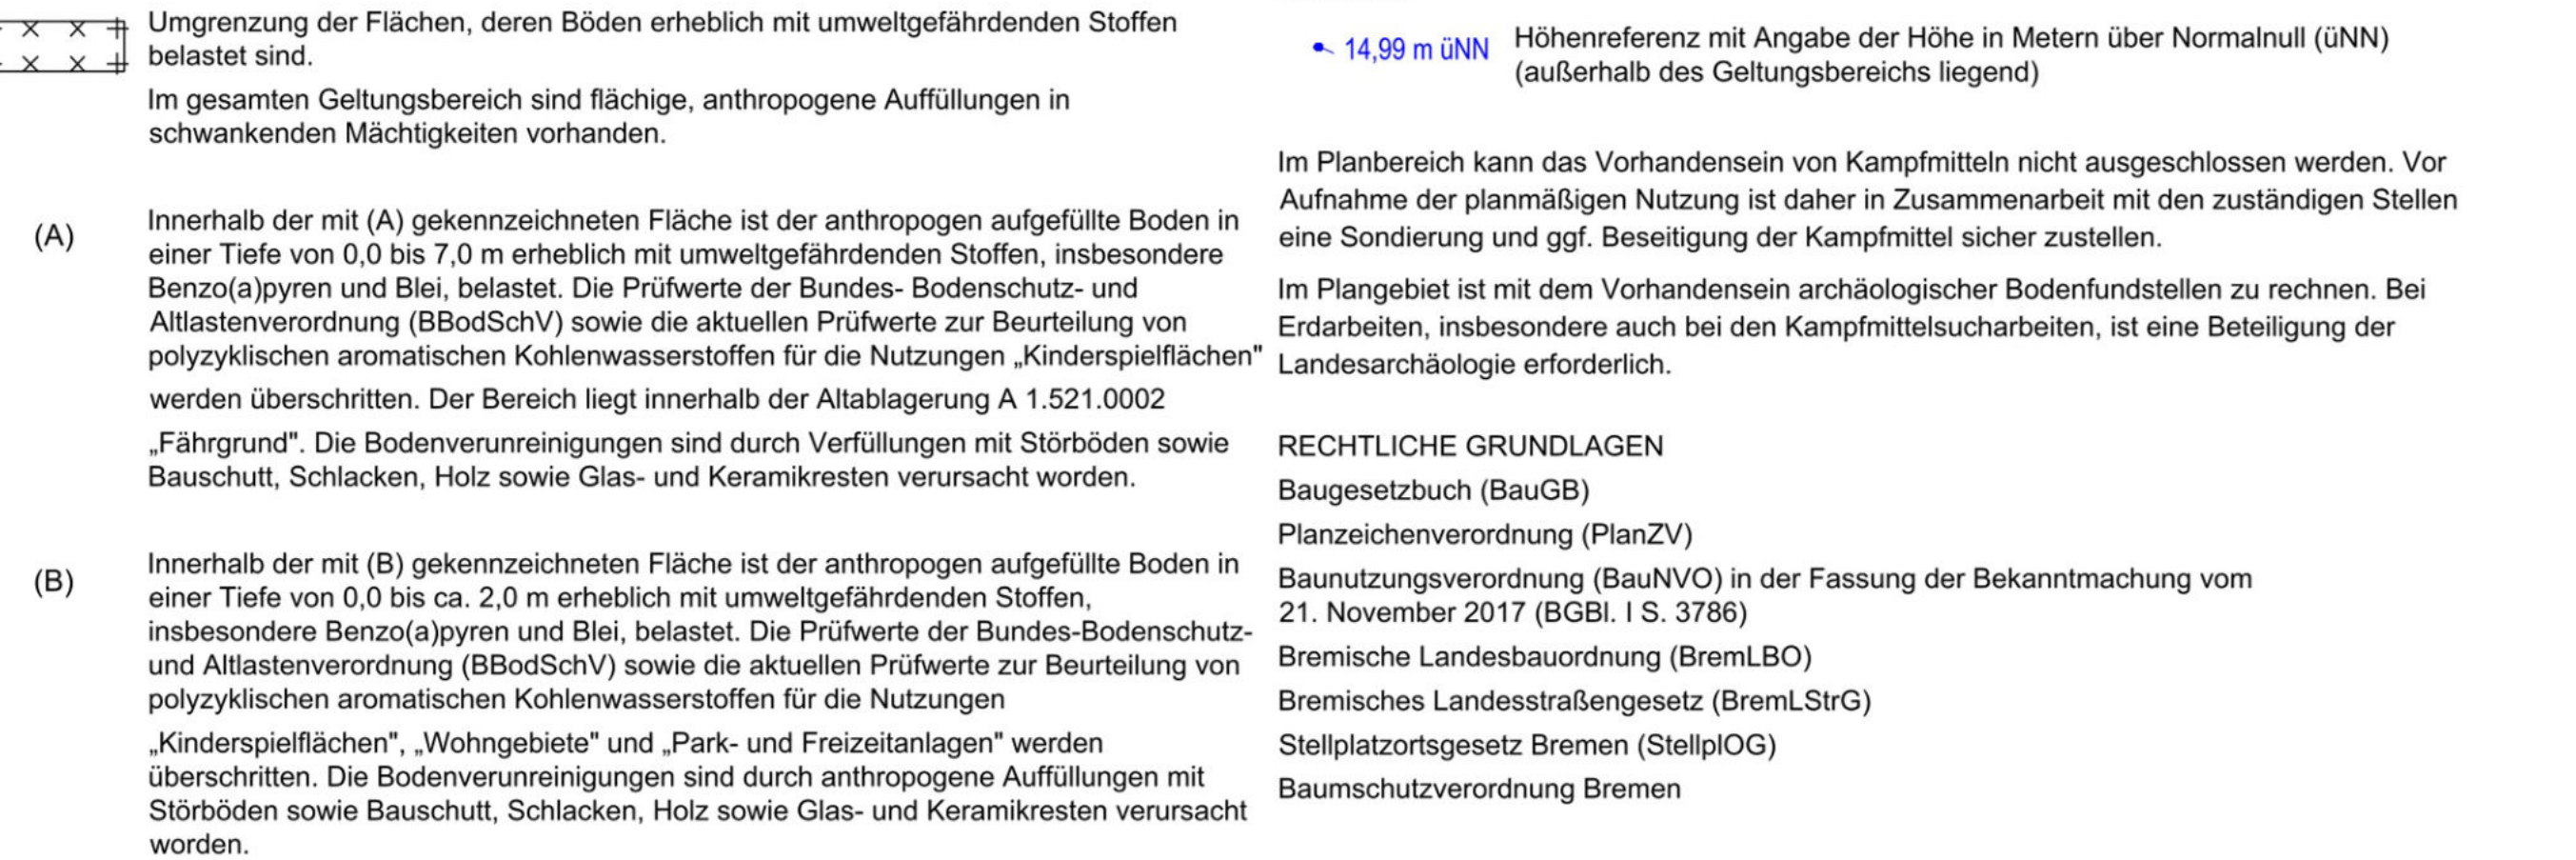 Umgrenzung der Flächen, deren Böden erheblich mit umweltgefährdenden Stoffen
belastet sind.
Im gesamten Geltungsbereich sind flächige, anthropogene Auffüllungen in
schwankenden Mächtigkeiten vorhanden.
(A)
Innerhalb der mit (A) gekennzeichneten Fläche ist der anthropogen aufgefüllte Boden in
einer Tiefe von 0,0 bis 7,0 m erheblich mit umweltgefährdenden Stoffen, insbesondere
Benzo(a)pyren und Blei, belastet. Die Prüfwerte der Bundes- Bodenschutz- und
Altlastenverordnung (BBodSchV) sowie die aktuellen Prüfwerte zur Beurteilung von
polyzyklischen aromatischen Kohlenwasserstoffen für die Nutzungen „Kinderspielflächen"
werden überschritten. Der Bereich liegt innerhalb der Altablagerung A 1.521.0002
„Fährgrund". Die Bodenverunreinigungen sind durch Verfüllungen mit Störböden sowie
Bauschutt, Schlacken, Holz sowie Glas- und Keramikresten verursacht worden.
(B)
Innerhalb der mit (B) gekennzeichneten Fläche ist der anthropogen aufgefüllte Boden in
einer Tiefe von 0,0 bis ca. 2,0 m erheblich mit umweltgefährdenden Stoffen,
insbesondere Benzo(a)pyren und Blei, belastet. Die Prüfwerte der Bundes-Bodenschutz-
und Altlastenverordnung (BBodSchV) sowie die aktuellen Prüfwerte zur Beurteilung von
polyzyklischen aromatischen Kohlenwasserstoffen für die Nutzungen
„Kinderspielflächen", „Wohngebiete" und „Park- und Freizeitanlagen" werden
überschritten. Die Bodenverunreinigungen sind durch anthropogene Auffüllungen mit
Störböden sowie Bauschutt, Schlacken, Holz sowie Glas- und Keramikresten verursacht
worden.
14,99 m üNN
Höhenreferenz mit Angabe der Höhe in Metern über Normalnull (üNN)
(außerhalb des Geltungsbereichs liegend)
Im Planbereich kann das Vorhandensein von Kampfmitteln nicht ausgeschlossen werden. Vor
Aufnahme der planmäßigen Nutzung ist daher in Zusammenarbeit mit den zuständigen Stellen
eine Sondierung und ggf. Beseitigung der Kampfmittel sicher zustellen.
Im Plangebiet ist mit dem Vorhandensein archäologischer Bodenfundstellen zu rechnen. Bei
Erdarbeiten, insbesondere auch bei den Kampfmittelsucharbeiten, ist eine Beteiligung der
Landesarchäologie erforderlich.
RECHTLICHE GRUNDLAGEN
Baugesetzbuch (BauGB)
Planzeichenverordnung (PlanZV)
Baunutzungsverordnung (BauNVO) in der Fassung der Bekanntmachung vom
21. November 2017 (BGBl. I S. 3786)
Bremische Landesbauordnung (BremLBO)
Bremisches Landesstraßengesetz (BremLStrG)
Stellplatzortsgesetz Bremen (StellplOG)
Baumschutzverordnung Bremen